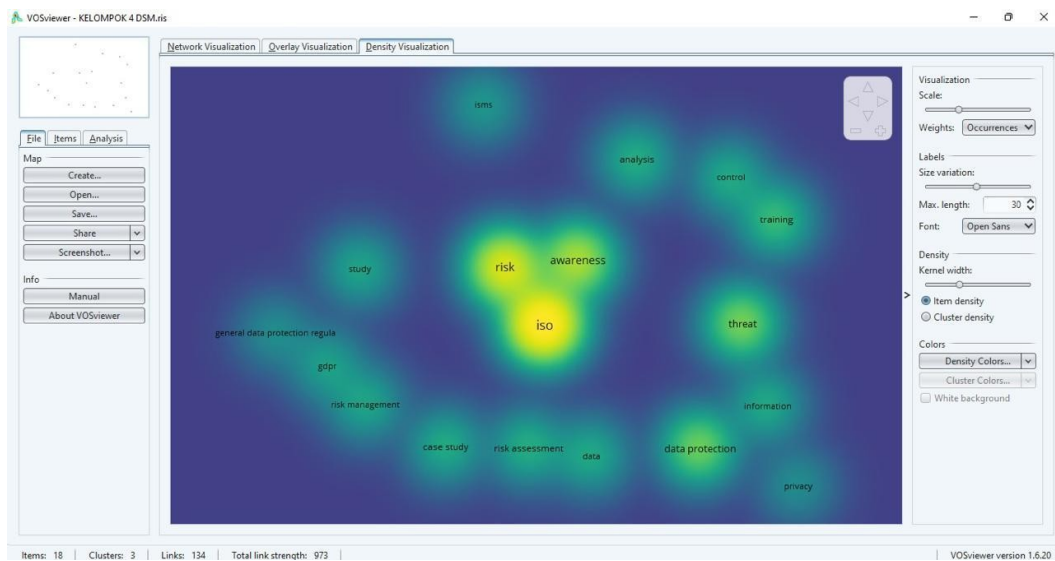 VOSviewer - KELOMPOK 4 DSM.ris
Network Visualization Overlay Visualization Density Visualization
File Items Analysis
Map
Create...
Open...
Save...
Share
Screenshot...
Info
Manual
About VOSviewer
isms
analysis
control
training
risk
awareness
study
iso
threat
general data protection regula
gdpr
risk management
information
case study
risk assessment
data
data protection
privacy
Visualization
Scale:
Weights: Occurrences
Labels
Size variation:
Max. length: 30
Font: Open Sans
Density
Kernel width:
Item density
Cluster density
Colors
Density Colors...
Cluster Colors...
White background
Items: 18 | Clusters: 3 | Links: 134 | Total link strength: 973 |
VOSviewer version 1.6.20